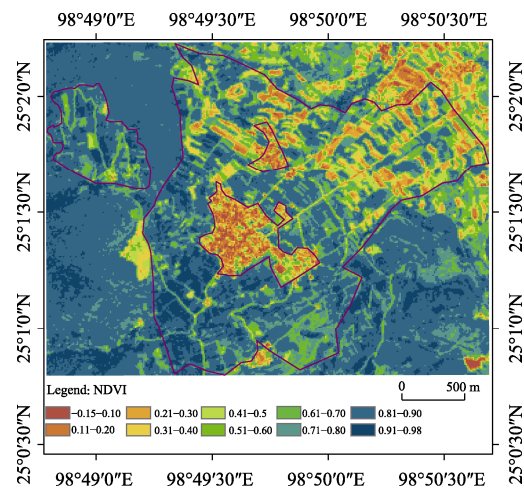 98°49′0″E 98°49′30″E 98°50′0″E 98°50′30″E
25°2′0″N 25°2′0″N
25°1′30″N 25°1′30″N
25°1′0″N 25°1′0″N
25°0′30″N 25°0′30″N
Legend: NDVI
0 500 m
−0.15−0.10 0.21−0.30 0.41−0.5 0.61−0.70 0.81−0.90
0.11−0.20 0.31−0.40 0.51−0.60 0.71−0.80 0.91−0.98
98°49′0″E 98°49′30″E 98°50′0″E 98°50′30″E